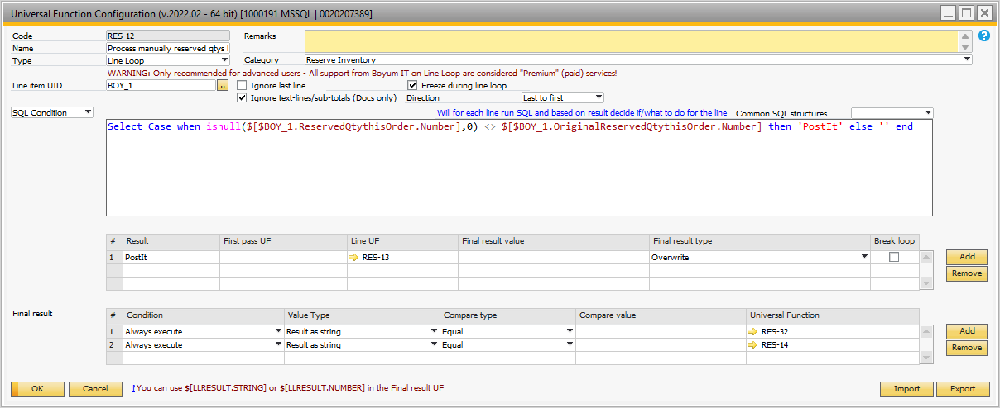 Universal Function Configuration (v.2022.02 - 64 bit) [1000191 MSSQL | 0020207389]
Code RES-12 Remarks
Name Process manually reserved qtys
Type Line Loop Category Reserve Inventory
WARNING: Only recommended for advanced users - All support from Boyum IT on Line Loop are considered "Premium" (paid) services!
Line item UID BOY_1 .. Ignore last line Freeze during line loop
Ignore text-lines/sub-totals (Docs only) Direction Last to first
SQL Condition Will for each line run SQL and based on result decide if/what to do for the line Common SQL structures
Select Case when isnull($[$BOY_1.ReservedQtythisOrder.Number],0) <> $[$BOY_1.OriginalReservedQtythisOrder.Number] then 'PostIt' else '' end
# Result First pass UF Line UF Final result value Final result type Break loop
1 PostIt RES-13 Overwrite Add
Remove
Final result # Condition Value Type Compare type Compare value Universal Function
1 Always execute Result as string Equal RES-32 Add
2 Always execute Result as string Equal RES-14 Remove
OK Cancel !You can use $[LLRESULT.STRING] or $[LLRESULT.NUMBER] in the Final result UF Import Export